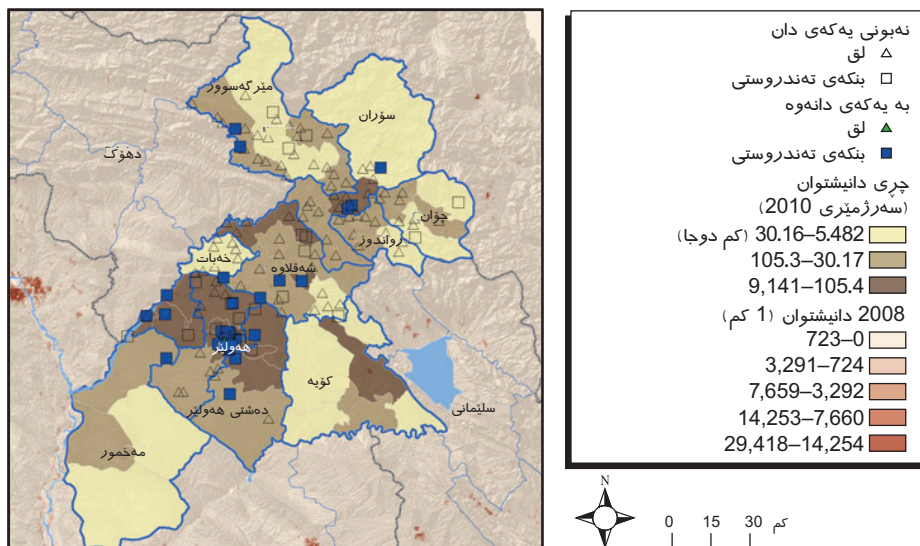 مێرگەسوور
سۆران
دهۆک
چۆان
رواندوز
خەبات
شەقلاوە
هەولێر
کۆیە
سلێمانی
دەشتی هەولێر
مەخمور
نەبونی یەکەی دان
لق
بنکەی تەندروستی
بە یەکەی دانەوە
لق
بنکەی تەندروستی
چڕی دانیشتوان
(سەرژمێری 2010)
30.16–5.482 (کم دوجا)
105.3–30.17
9,141–105.4
2008 دانیشتوان (1 کم)
723–0
3,291–724
7,659–3,292
14,253–7,660
29,418–14,254
N
0 15 30 کم